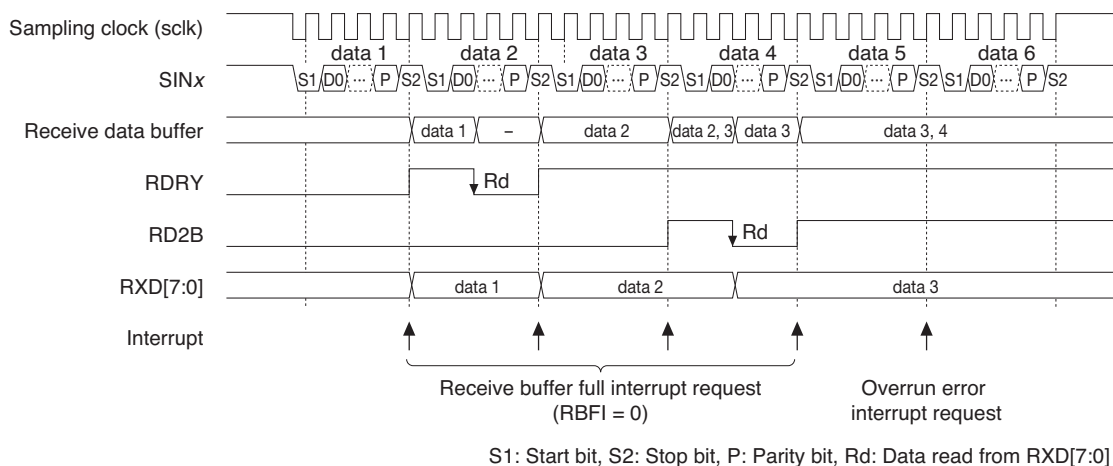 Sampling clock (sclk)
data 1 data 2 data 3 data 4 data 5 data 6
SINx S1 D0 ... P S2 S1 D0 ... P S2 S1 D0 ... P S2 S1 D0 ... P S2 S1 D0 ... P S2 S1 D0 ... P S2
Receive data buffer data 1 – data 2 data 2, 3 data 3 data 3, 4
RDRY Rd
RD2B Rd
RXD[7:0] data 1 data 2 data 3
Interrupt
Receive buffer full interrupt request
(RBFI = 0)
Overrun error
interrupt request
S1: Start bit, S2: Stop bit, P: Parity bit, Rd: Data read from RXD[7:0]